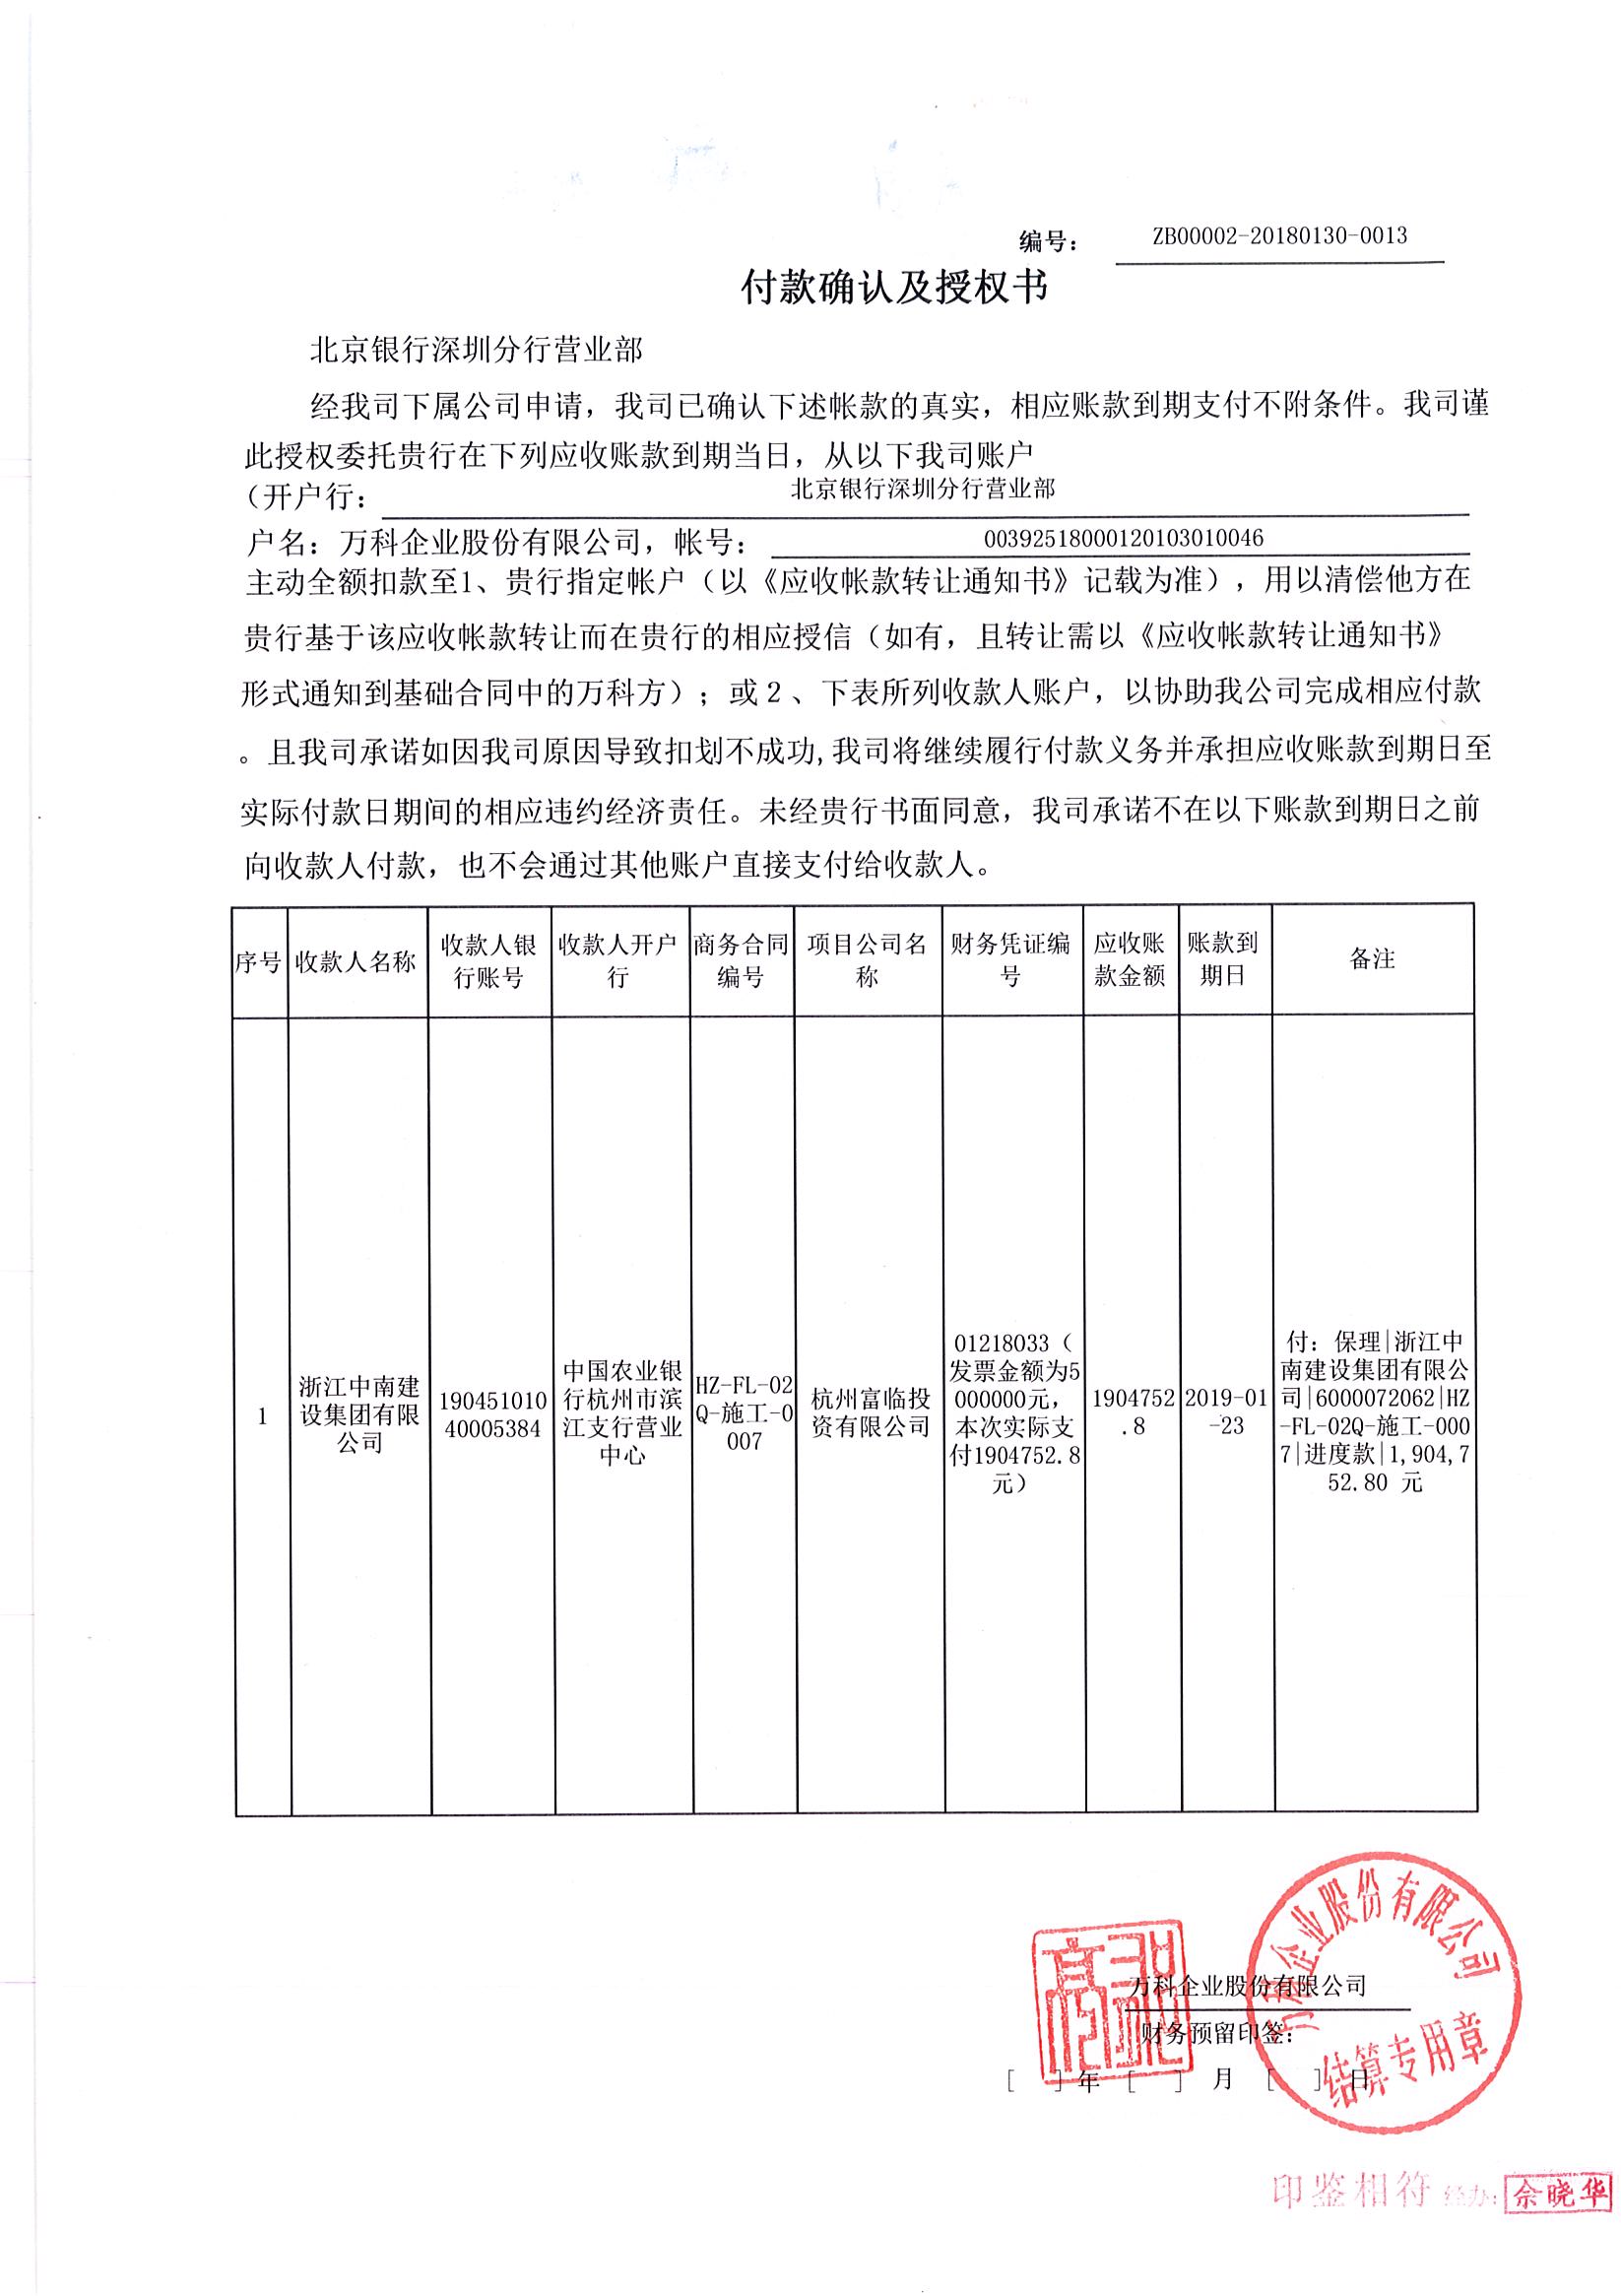 编号： ZB00002-20180130-0013
付款确认及授权书
北京银行深圳分行营业部
经我司下属公司申请，我司已确认下述帐款的真实，相应账款到期支付不附条件。我司谨
此授权委托贵行在下列应收账款到期当日，从以下我司账户
（开户行： 北京银行深圳分行营业部
户名：万科企业股份有限公司，帐号： 00392518000120103010046
主动全额扣款至1、贵行指定帐户（以《应收帐款转让通知书》记载为准），用以清偿他方在
贵行基于该应收帐款转让而在贵行的相应授信（如有，且转让需以《应收帐款转让通知书》
形式通知到基础合同中的万科方）；或２、下表所列收款人账户，以协助我公司完成相应付款
。且我司承诺如因我司原因导致扣划不成功,我司将继续履行付款义务并承担应收账款到期日至
实际付款日期间的相应违约经济责任。未经贵行书面同意，我司承诺不在以下账款到期日之前
向收款人付款，也不会通过其他账户直接支付给收款人。
序号
收款人名称
收款人银
行账号
收款人开户
行
商务合同
编号
项目公司名
称
财务凭证编
号
应收账
款金额
账款到
期日
备注
1
浙江中南建
设集团有限
公司
190451010
40005384
中国农业银
行杭州市滨
江支行营业
中心
HZ-FL-02
Q-施工-0
007
杭州富临投
资有限公司
01218033（
发票金额为5
000000元，
本次实际支
付1904752.8
元）
1904752
.8
2019-01
-23
付：保理|浙江中
南建设集团有限公
司|6000072062|HZ
-FL-02Q-施工-000
7|进度款|1,904,7
52.80 元
万科企业股份有限公司
财务预留印签：
[ ]年 [ ] 月 [ ] 日
万科企业股份有限公司
结算专用章
印鉴相符 经办: 佘晓华